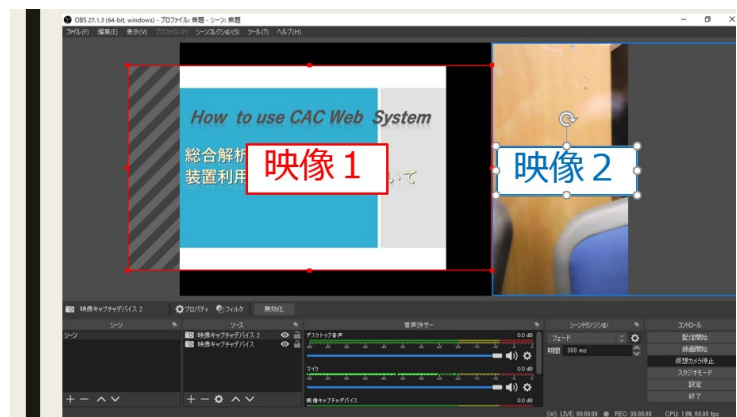 OBS 27.1.3 (64-bit, windows) - プロファイル: 無題 - シーン: 無題
ファイル(F) 編集(E) 表示(V) プロファイル(P) シーンコレクション(S) ツール(T) ヘルプ(H)
How to use CAC Web System
総合解析
装置利用
いて
映像1
映像2
映像キャプチャデバイス 2 プロパティ フィルタ 無効化
シーン ソース 音声ミキサー シーントランジション コントロール
シーン
映像キャプチャデバイス 2
映像キャプチャデバイス
デスクトップ音声 0.0 dB
マイク 0.0 dB
映像キャプチャデバイス 0.0 dB
フェード
期間 300 ms
配信開始
録画開始
仮想カメラ停止
スタジオモード
設定
終了
LIVE: 00:00:00 REC: 00:00:00 CPU: 1.0%, 60.00 fps